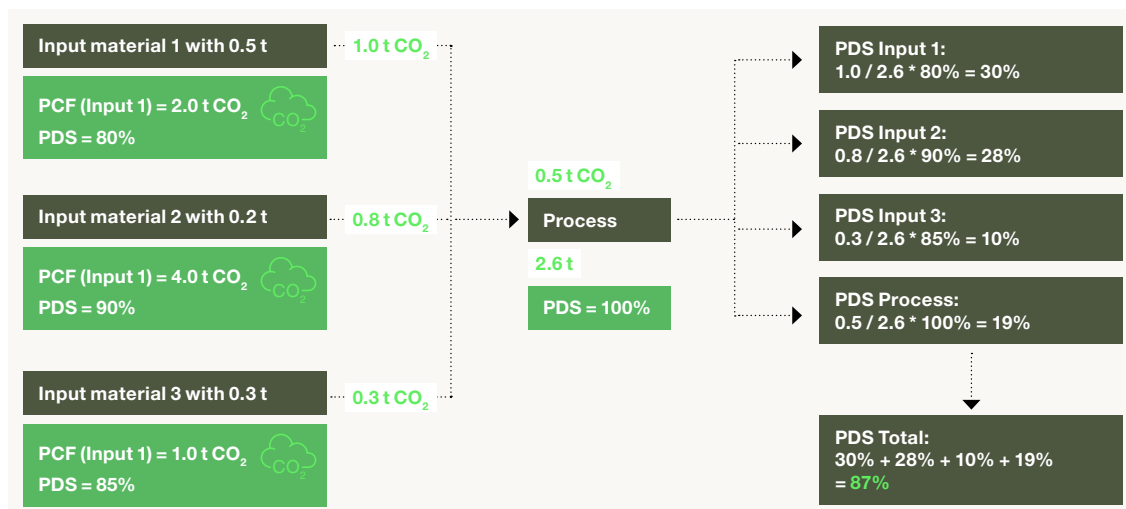 Input material 1 with 0.5 t
PCF (Input 1) = 2.0 t CO₂
PDS = 80%
CO₂
1.0 t CO₂
Input material 2 with 0.2 t
PCF (Input 1) = 4.0 t CO₂
PDS = 90%
CO₂
0.8 t CO₂
Input material 3 with 0.3 t
PCF (Input 1) = 1.0 t CO₂
PDS = 85%
CO₂
0.3 t CO₂
0.5 t CO₂
Process
2.6 t
PDS = 100%
PDS Input 1:
1.0 / 2.6 * 80% = 30%
PDS Input 2:
0.8 / 2.6 * 90% = 28%
PDS Input 3:
0.3 / 2.6 * 85% = 10%
PDS Process:
0.5 / 2.6 * 100% = 19%
PDS Total:
30% + 28% + 10% + 19%
= 87%